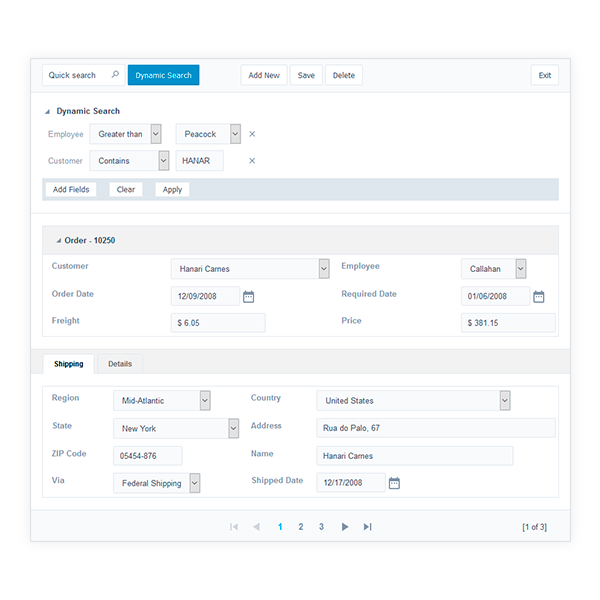 Quick search Dynamic Search Add New Save Delete Exit
Dynamic Search
Employee Greater than Peacock
Customer Contains HANAR
Add Fields Clear Apply
Order - 10250
Customer Hanari Carnes Employee Callahan
Order Date 12/09/2008 Required Date 01/06/2008
Freight $ 6.05 Price $ 381.15
Shipping Details
Region Mid-Atlantic Country United States
State New York Address Rua do Palo, 67
ZIP Code 05454-876 Name Hanari Carnes
Via Federal Shipping Shipped Date 12/17/2008
1 2 3 [1 of 3]